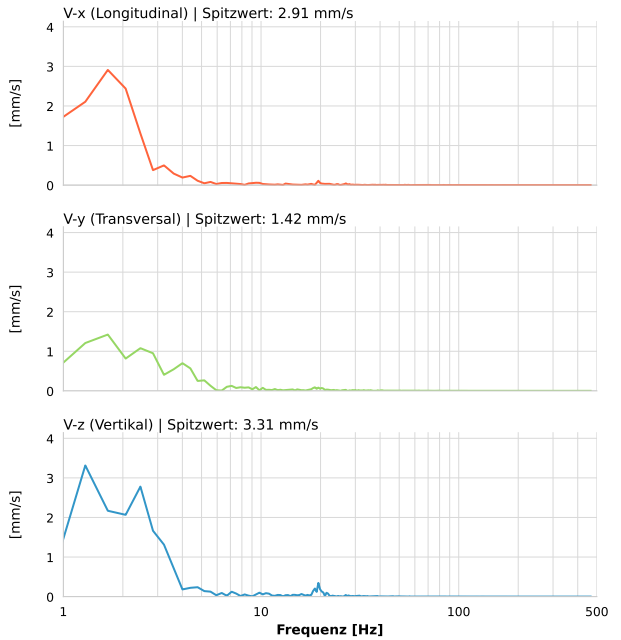 V-x (Longitudinal) | Spitzwert: 2.91 mm/s
4
3
2
1
0
[mm/s]
V-y (Transversal) | Spitzwert: 1.42 mm/s
4
3
2
1
0
[mm/s]
V-z (Vertikal) | Spitzwert: 3.31 mm/s
4
3
2
1
0
[mm/s]
1 10 100 500
Frequenz [Hz]